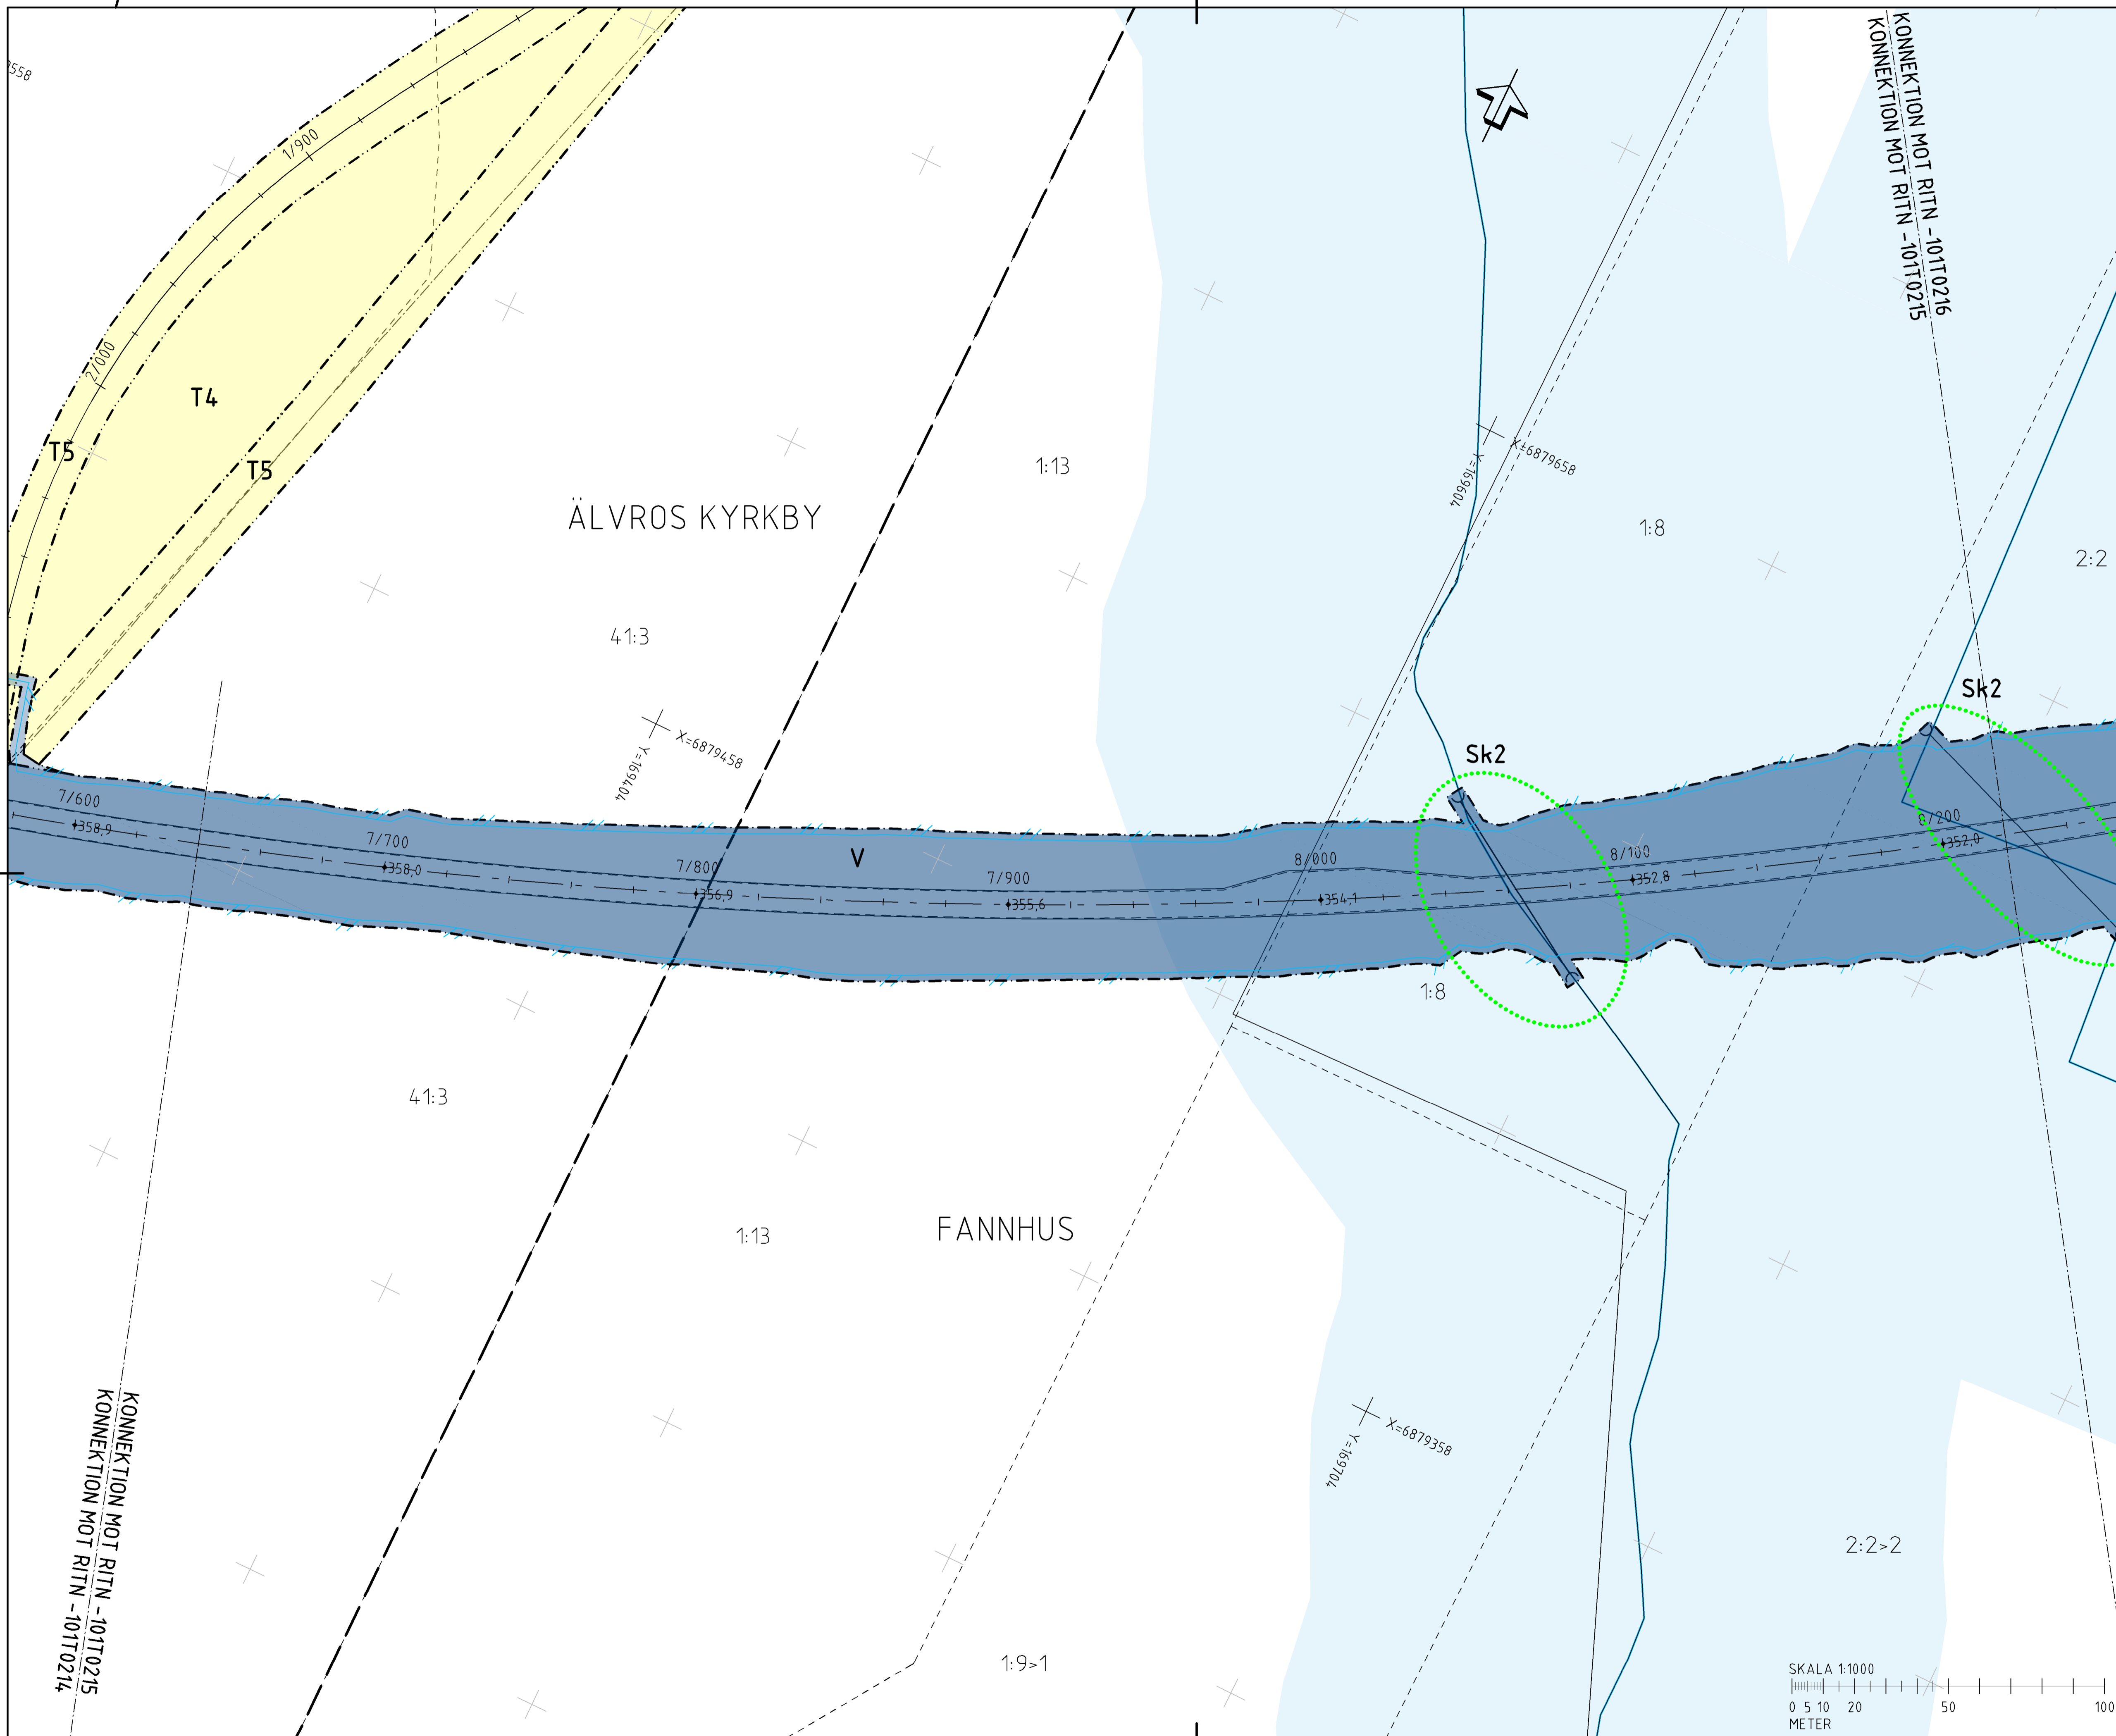 KONNEKTION MOT RITN -101T0216
KONNEKTION MOT RITN -101T0215
1/900
2/000
T4
T5
T5
1:13
X=6879658
Y=169604
ÄLVROS KYRKBY
1:8
2:2
41:3
Sk2
X=6879458
Y=169404
Sk2
7/600
358,9
7/700
358,0
7/800
356,9
V
7/900
355,6
8/000
354,1
8/100
352,8
8/200
352,0
1:8
41:3
1:13
FANNHUS
X=6879358
Y=169704
KONNEKTION MOT RITN -101T0215
KONNEKTION MOT RITN -101T0214
2:2>2
1:9>1
SKALA 1:1000
0 5 10 20 50 100
METER